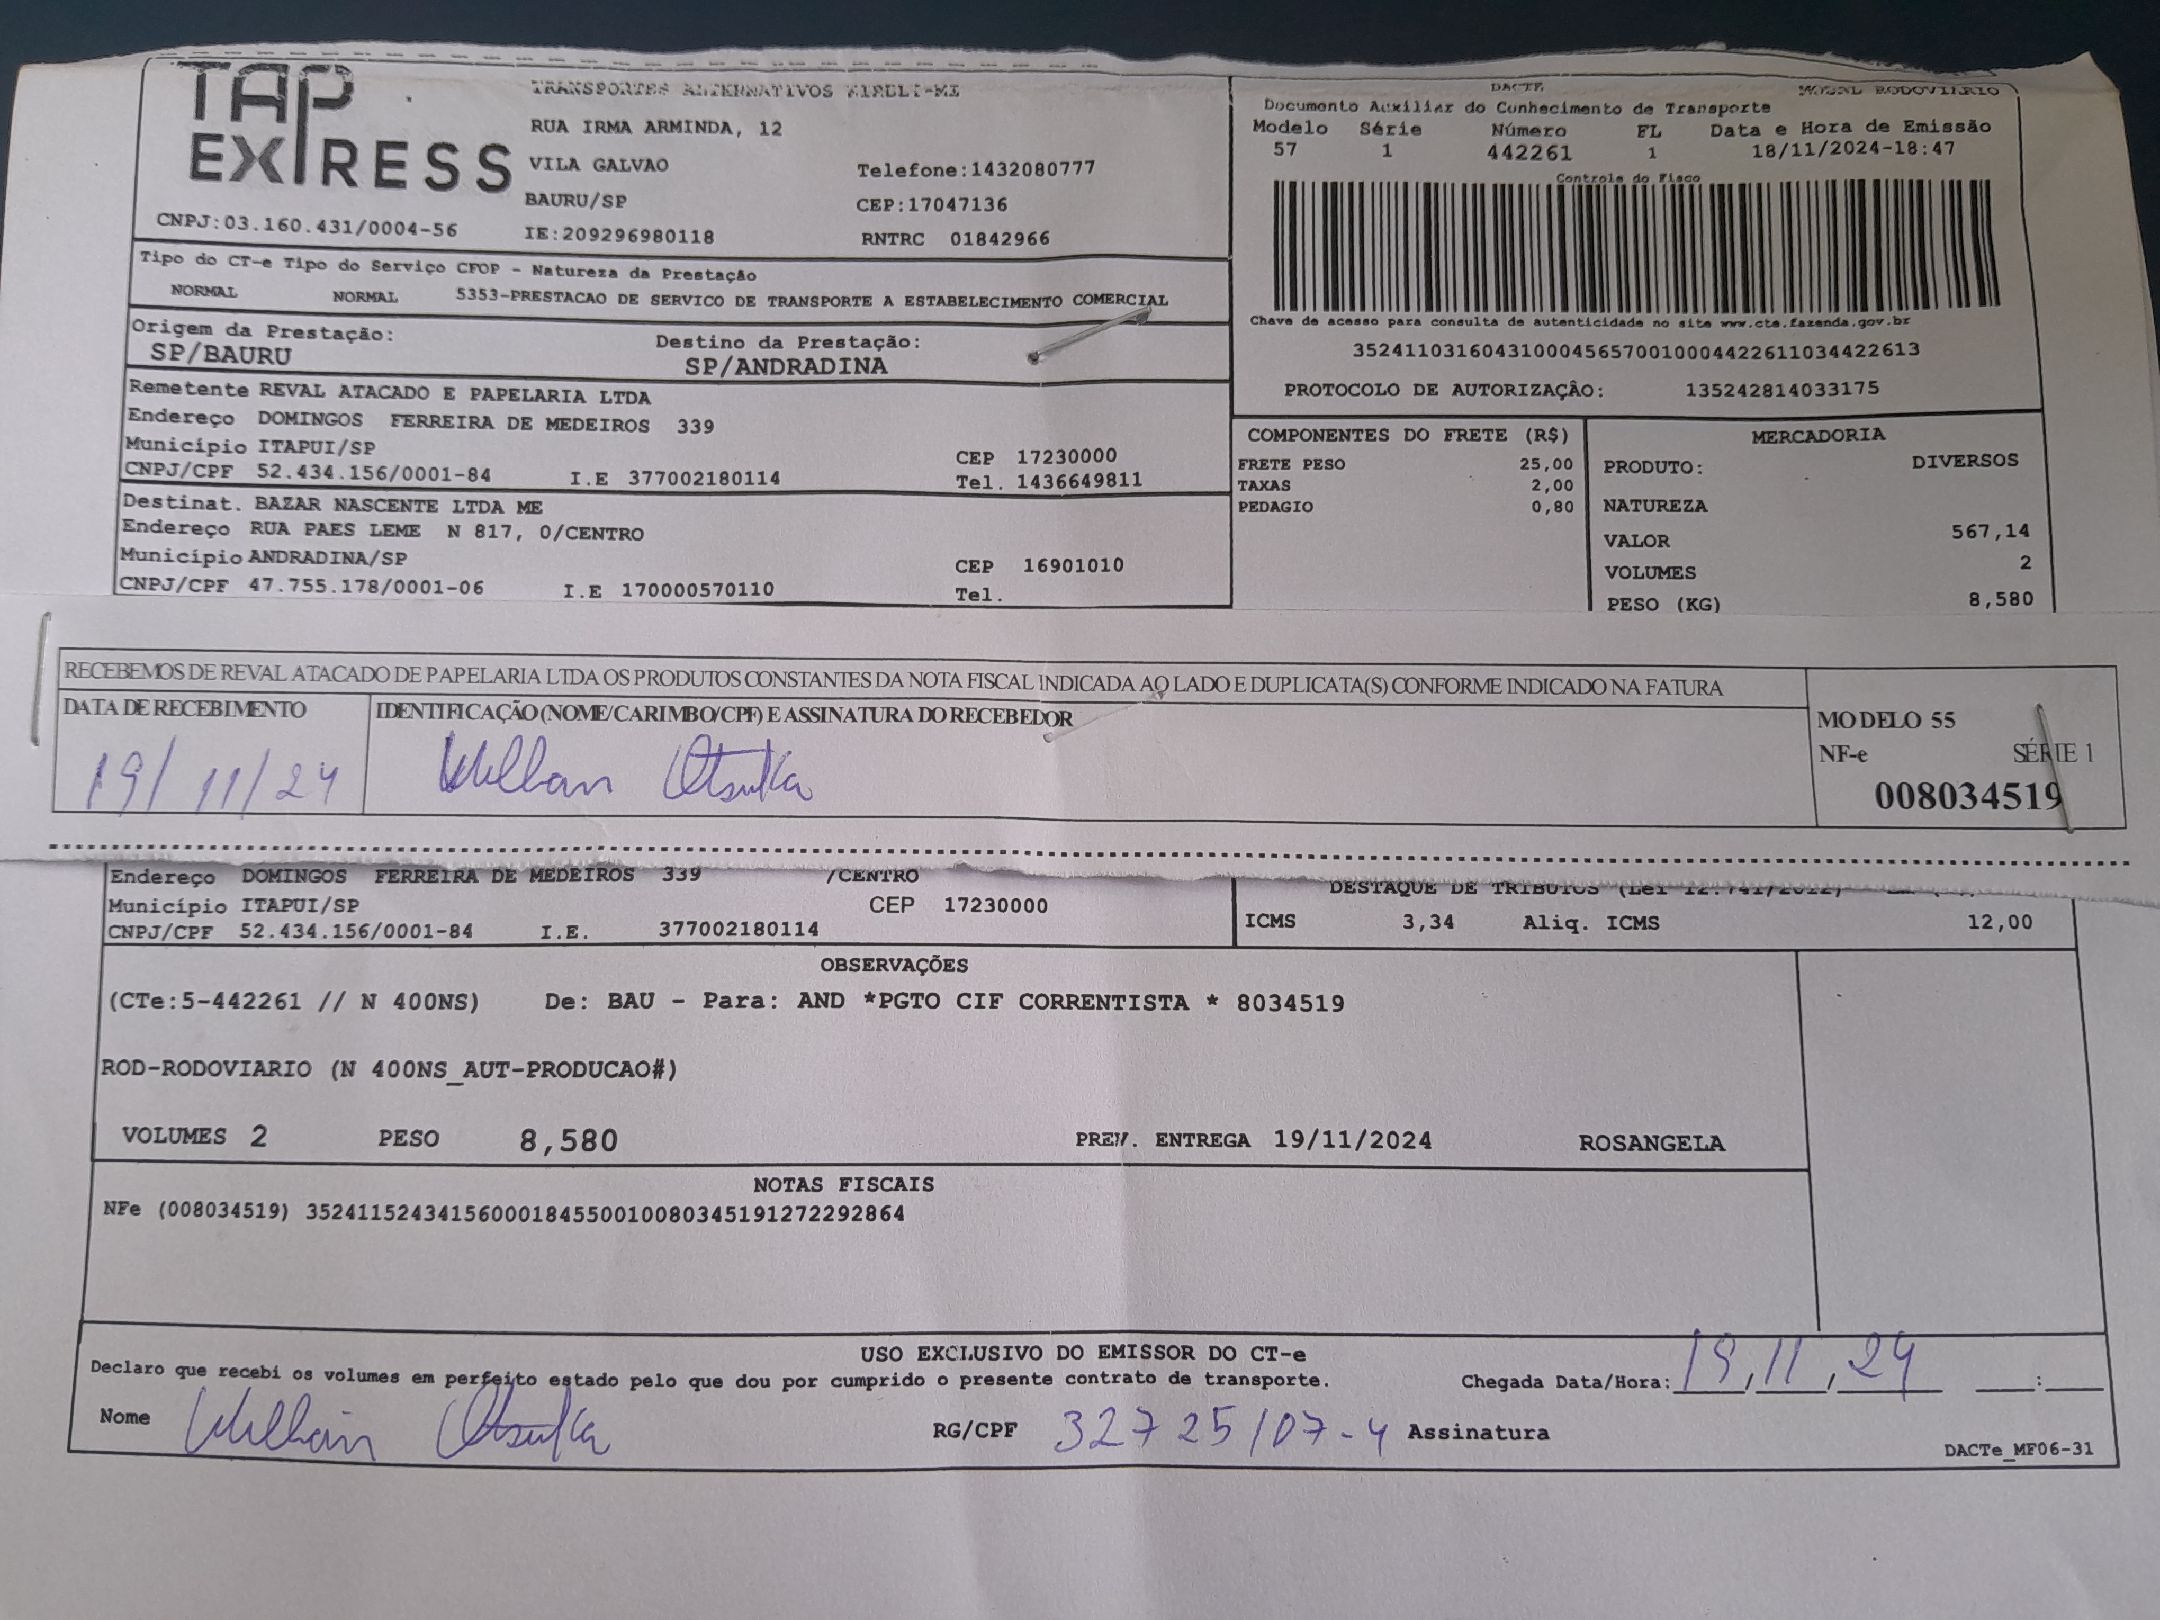 TAP EXPRESS
TRANSPORTES ALTERNATIVOS EIRELI-ME
RUA IRMA ARMINDA, 12
VILA GALVAO Telefone:1432080777
BAURU/SP CEP:17047136
CNPJ:03.160.431/0004-56 IE:209296980118 RNTRC 01842966
DACTE MODAL RODOVIÁRIO
Documento Auxiliar do Conhecimento de Transporte
Modelo Série Número FL Data e Hora de Emissão
57 1 442261 1 18/11/2024-18:47
Controle do Fisco
Chave de acesso para consulta de autenticidade no site www.cte.fazenda.gov.br
35241103160431000456570010004422611034422613
PROTOCOLO DE AUTORIZAÇÃO: 135242814033175
Tipo do CT-e Tipo do Serviço CFOP - Natureza da Prestação
NORMAL NORMAL 5353-PRESTACAO DE SERVICO DE TRANSPORTE A ESTABELECIMENTO COMERCIAL
Origem da Prestação: Destino da Prestação:
SP/BAURU SP/ANDRADINA
Remetente REVAL ATACADO E PAPELARIA LTDA
Endereço DOMINGOS FERREIRA DE MEDEIROS 339
Município ITAPUI/SP CEP 17230000
CNPJ/CPF 52.434.156/0001-84 I.E 377002180114 Tel. 1436649811
Destinat. BAZAR NASCENTE LTDA ME
Endereço RUA PAES LEME N 817, 0/CENTRO
Município ANDRADINA/SP CEP 16901010
CNPJ/CPF 47.755.178/0001-06 I.E 170000570110 Tel.
COMPONENTES DO FRETE (R$)
FRETE PESO 25,00
TAXAS 2,00
PEDAGIO 0,80
MERCADORIA
PRODUTO: DIVERSOS
NATUREZA
VALOR 567,14
VOLUMES 2
PESO (KG) 8,580
RECEBEMOS DE REVAL ATACADO DE PAPELARIA LTDA OS PRODUTOS CONSTANTES DA NOTA FISCAL INDICADA AO LADO E DUPLICATA(S) CONFORME INDICADO NA FATURA
DATA DE RECEBIMENTO IDENTIFICAÇÃO (NOME/CARIMBO/CPF) E ASSINATURA DO RECEBEDOR
19/11/24 Willian Otsuka
MODELO 55
NF-e SÉRIE 1
008034519
Endereço DOMINGOS FERREIRA DE MEDEIROS 339 /CENTRO
Município ITAPUI/SP CEP 17230000
CNPJ/CPF 52.434.156/0001-84 I.E. 377002180114
DESTAQUE DE TRIBUTOS (Lei 12.741/2012)
ICMS 3,34 Aliq. ICMS 12,00
OBSERVAÇÕES
(CTe:5-442261 // N 400NS) De: BAU - Para: AND *PGTO CIF CORRENTISTA * 8034519
ROD-RODOVIARIO (N 400NS_AUT-PRODUCAO#)
VOLUMES 2 PESO 8,580 PREV. ENTREGA 19/11/2024 ROSANGELA
NOTAS FISCAIS
NFe (008034519) 35241152434156000184550010080345191272292864
USO EXCLUSIVO DO EMISSOR DO CT-e
Declaro que recebi os volumes em perfeito estado pelo que dou por cumprido o presente contrato de transporte. Chegada Data/Hora: 19,11,24 :
Nome Willian Otsuka RG/CPF 32725107-4 Assinatura
DACTe_MF06-31